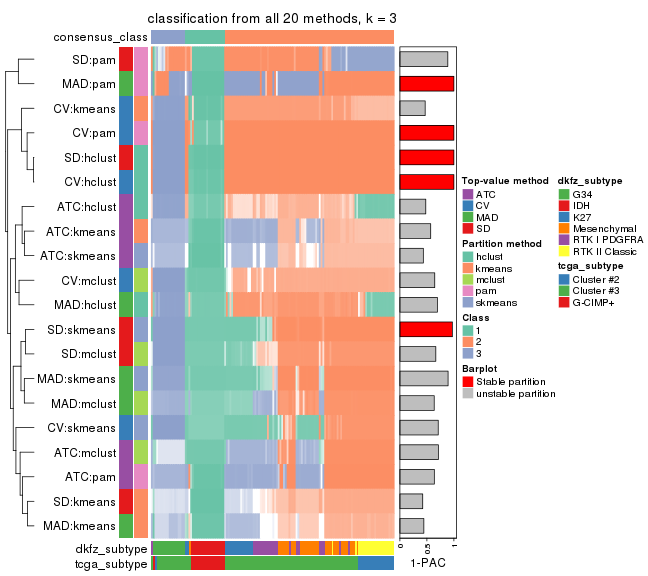 classification from all 20 methods, k = 3
consensus_class
SD:pam
MAD:pam
CV:kmeans
CV:pam
SD:hclust
CV:hclust
ATC:hclust
ATC:kmeans
ATC:skmeans
CV:mclust
MAD:hclust
SD:skmeans
SD:mclust
MAD:skmeans
MAD:mclust
CV:skmeans
ATC:mclust
ATC:pam
SD:kmeans
MAD:kmeans
dkfz_subtype
tcga_subtype
0
0.5
1
1-PAC
Top-value method
ATC
CV
MAD
SD
Partition method
hclust
kmeans
mclust
pam
skmeans
Class
1
2
3
Barplot
Stable partition
unstable partition
dkfz_subtype
G34
IDH
K27
Mesenchymal
RTK I PDGFRA
RTK II Classic
tcga_subtype
Cluster #2
Cluster #3
G-CIMP+